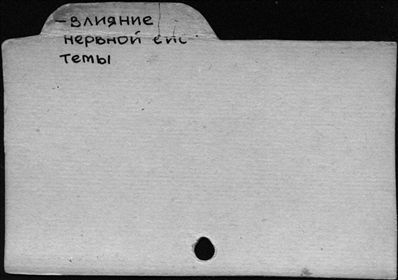 - влияние
нервной сис
темы